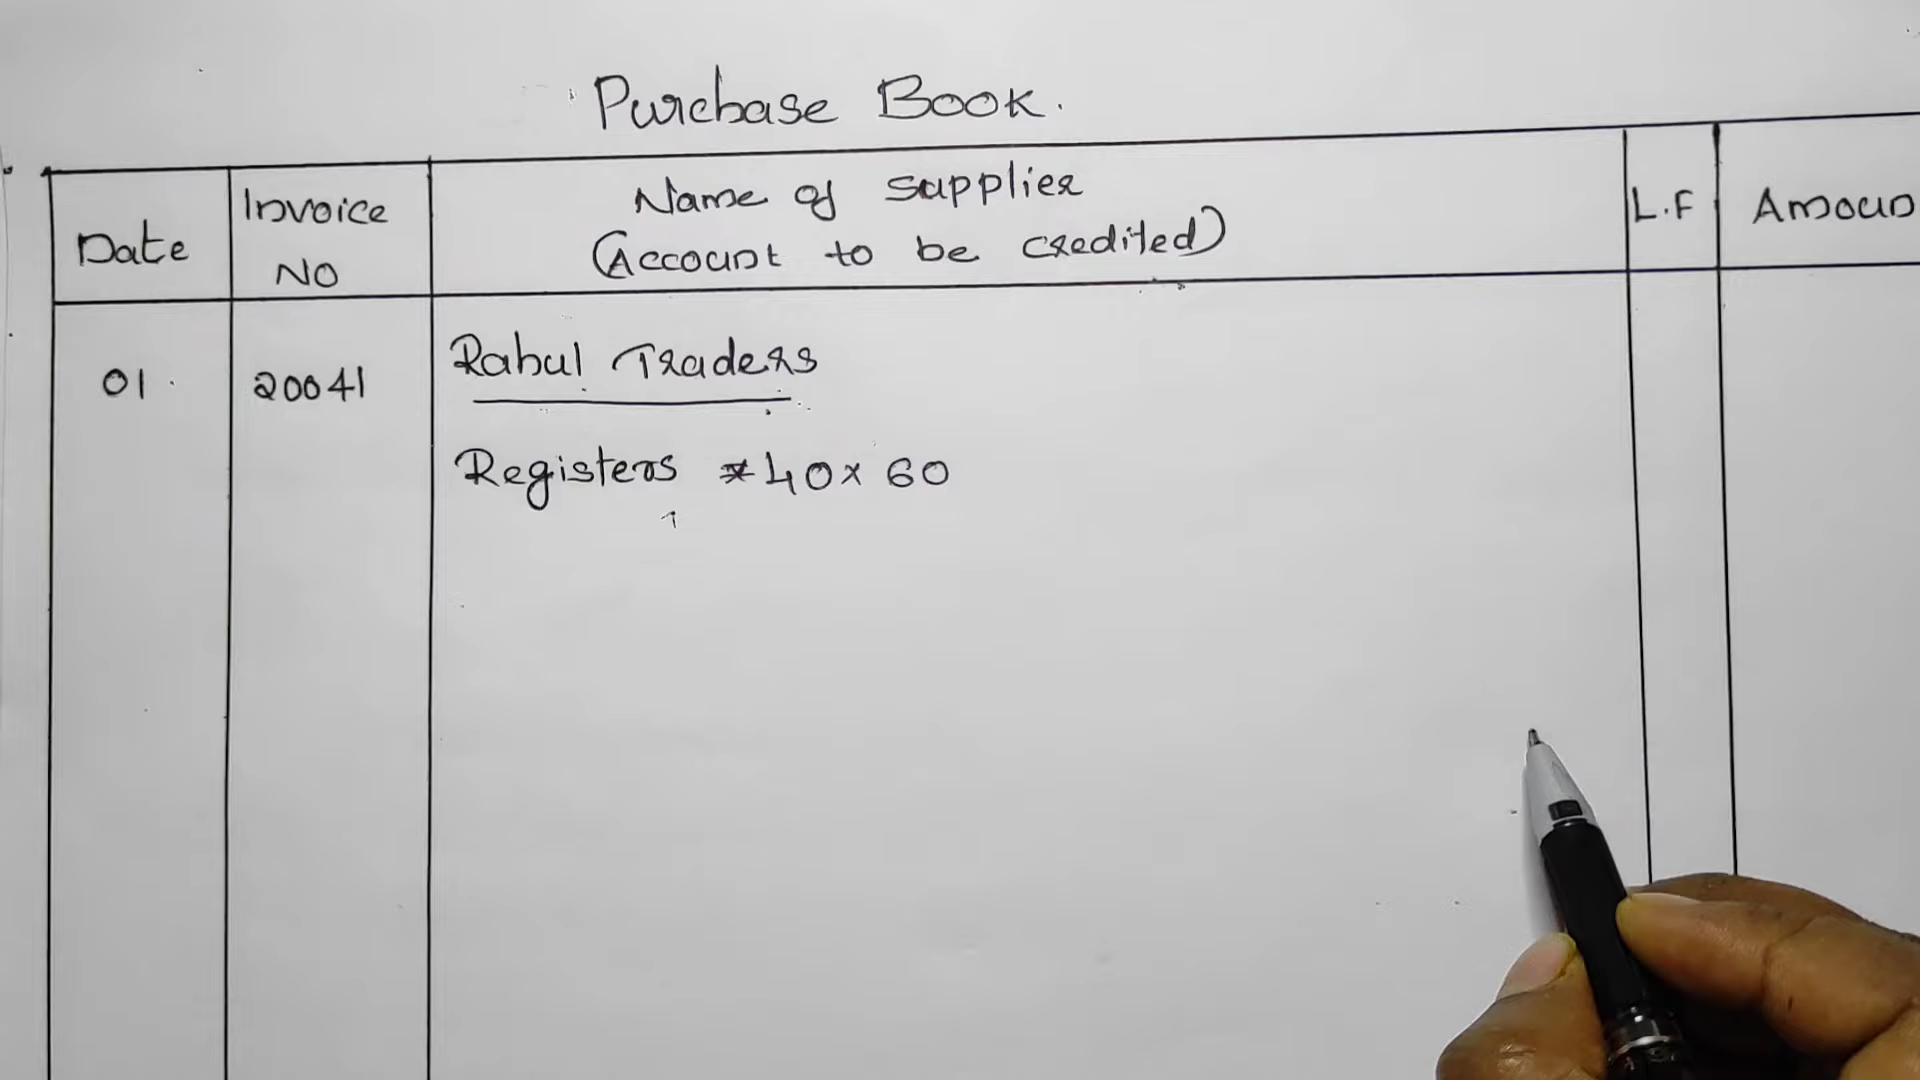 Purchase Book.
Date
Invoice
NO
Name of supplier
(Account to be credited)
L.F
Amoun
01
20041
Rahul Traders
Registers * 40 x 60